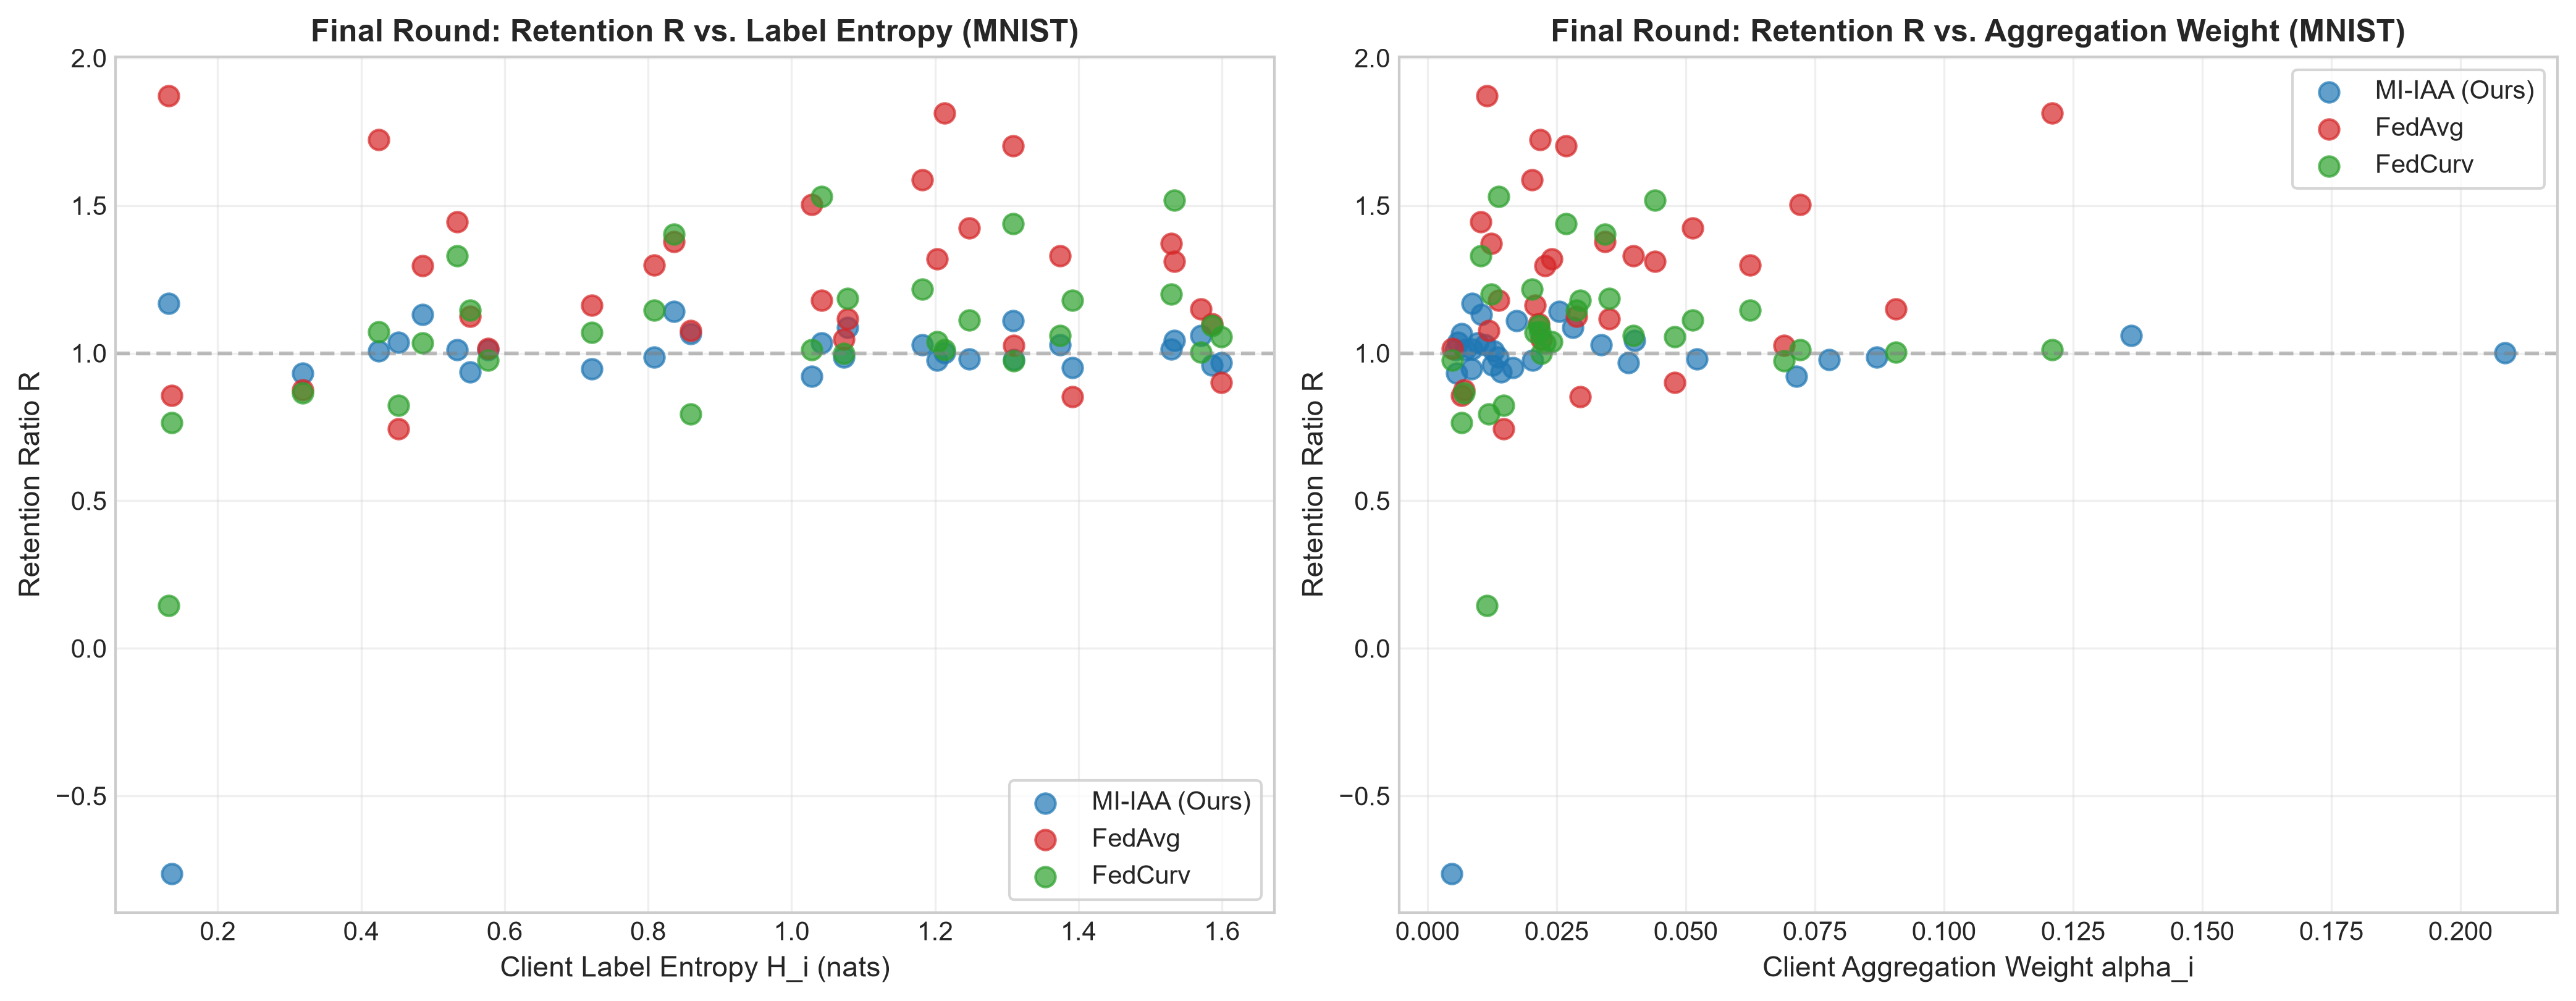 Final Round: Retention R vs. Label Entropy (MNIST)
2.0
1.5
1.0
0.5
0.0
−0.5
Retention Ratio R
MI-IAA (Ours)
FedAvg
FedCurv
0.2 0.4 0.6 0.8 1.0 1.2 1.4 1.6
Client Label Entropy H_i (nats)
Final Round: Retention R vs. Aggregation Weight (MNIST)
2.0
1.5
1.0
0.5
0.0
−0.5
Retention Ratio R
MI-IAA (Ours)
FedAvg
FedCurv
0.000 0.025 0.050 0.075 0.100 0.125 0.150 0.175 0.200
Client Aggregation Weight alpha_i